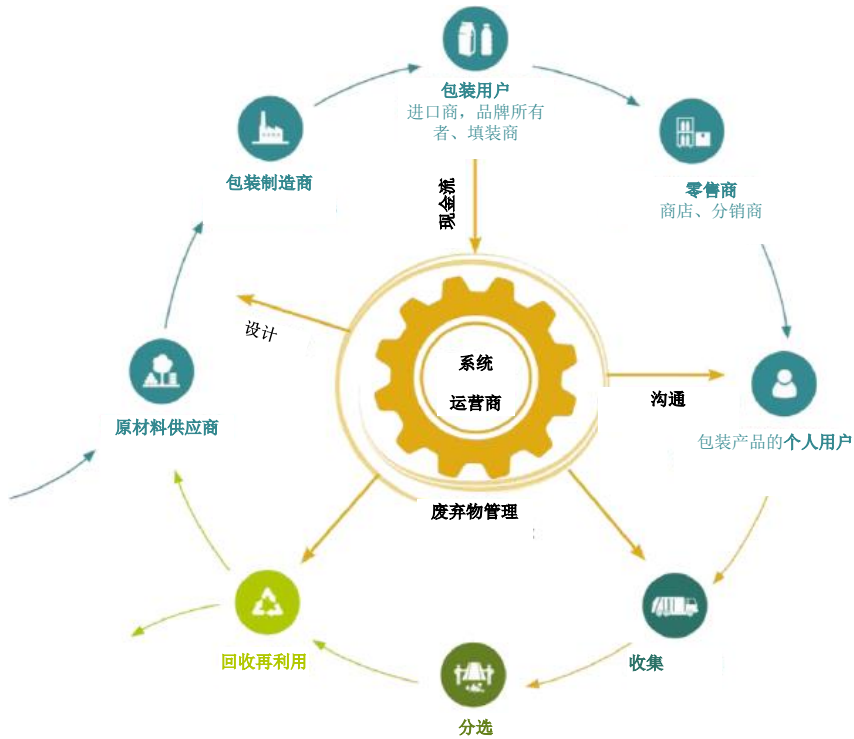 包装用户
进口商，品牌所有
者、填装商
包装制造商
零售商
商店、分销商
现金流
设计
系统
运营商
沟通
原材料供应商
包装产品的个人用户
废弃物管理
回收再利用
收集
分选